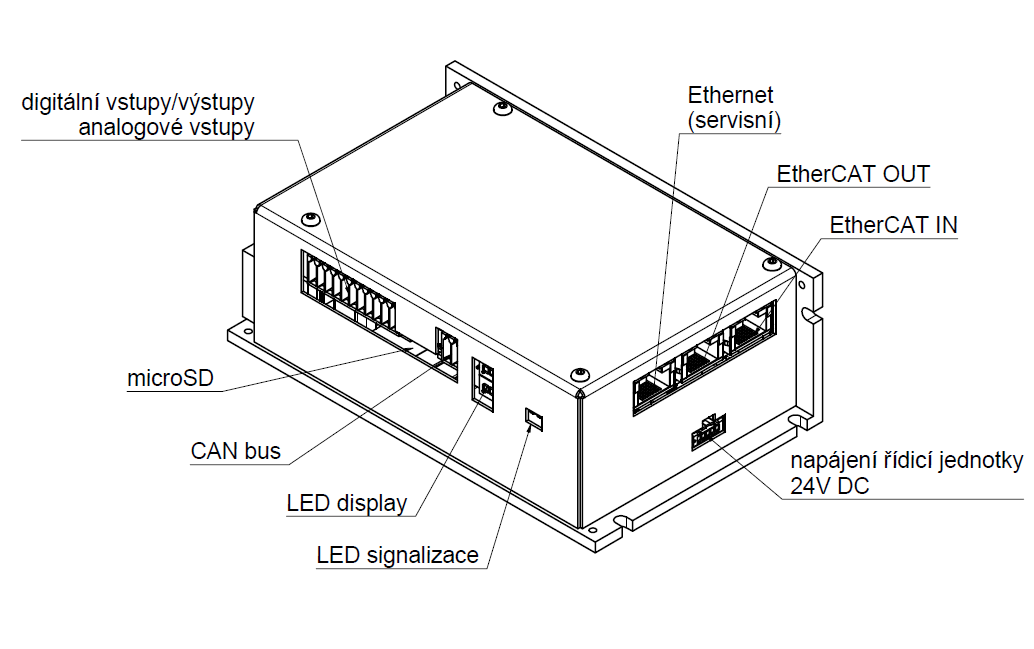 digitální vstupy/výstupy
analogové vstupy
Ethernet
(servisní)
EtherCAT OUT
EtherCAT IN
microSD
CAN bus
LED display
LED signalizace
napájení řídicí jednotky
24V DC